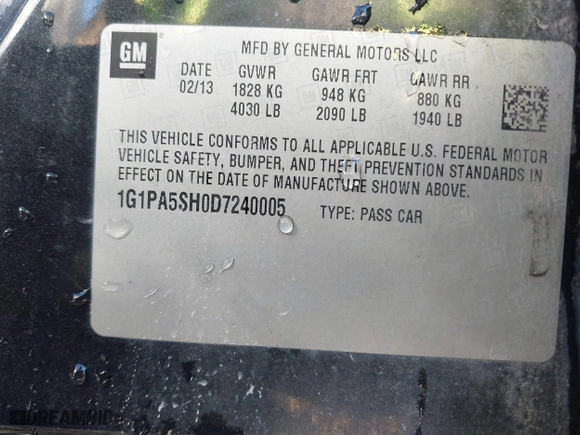 GM
MFD BY GENERAL MOTORS LLC
DATE GVWR GAWR FRT GAWR RR
02/13 1828 KG 948 KG 880 KG
4030 LB 2090 LB 1940 LB
THIS VEHICLE CONFORMS TO ALL APPLICABLE U.S. FEDERAL MOTOR
VEHICLE SAFETY, BUMPER, AND THEFT PREVENTION STANDARDS IN
EFFECT ON THE DATE OF MANUFACTURE SHOWN ABOVE.
1G1PA5SH0D7240005 TYPE: PASS CAR
DREAMBID